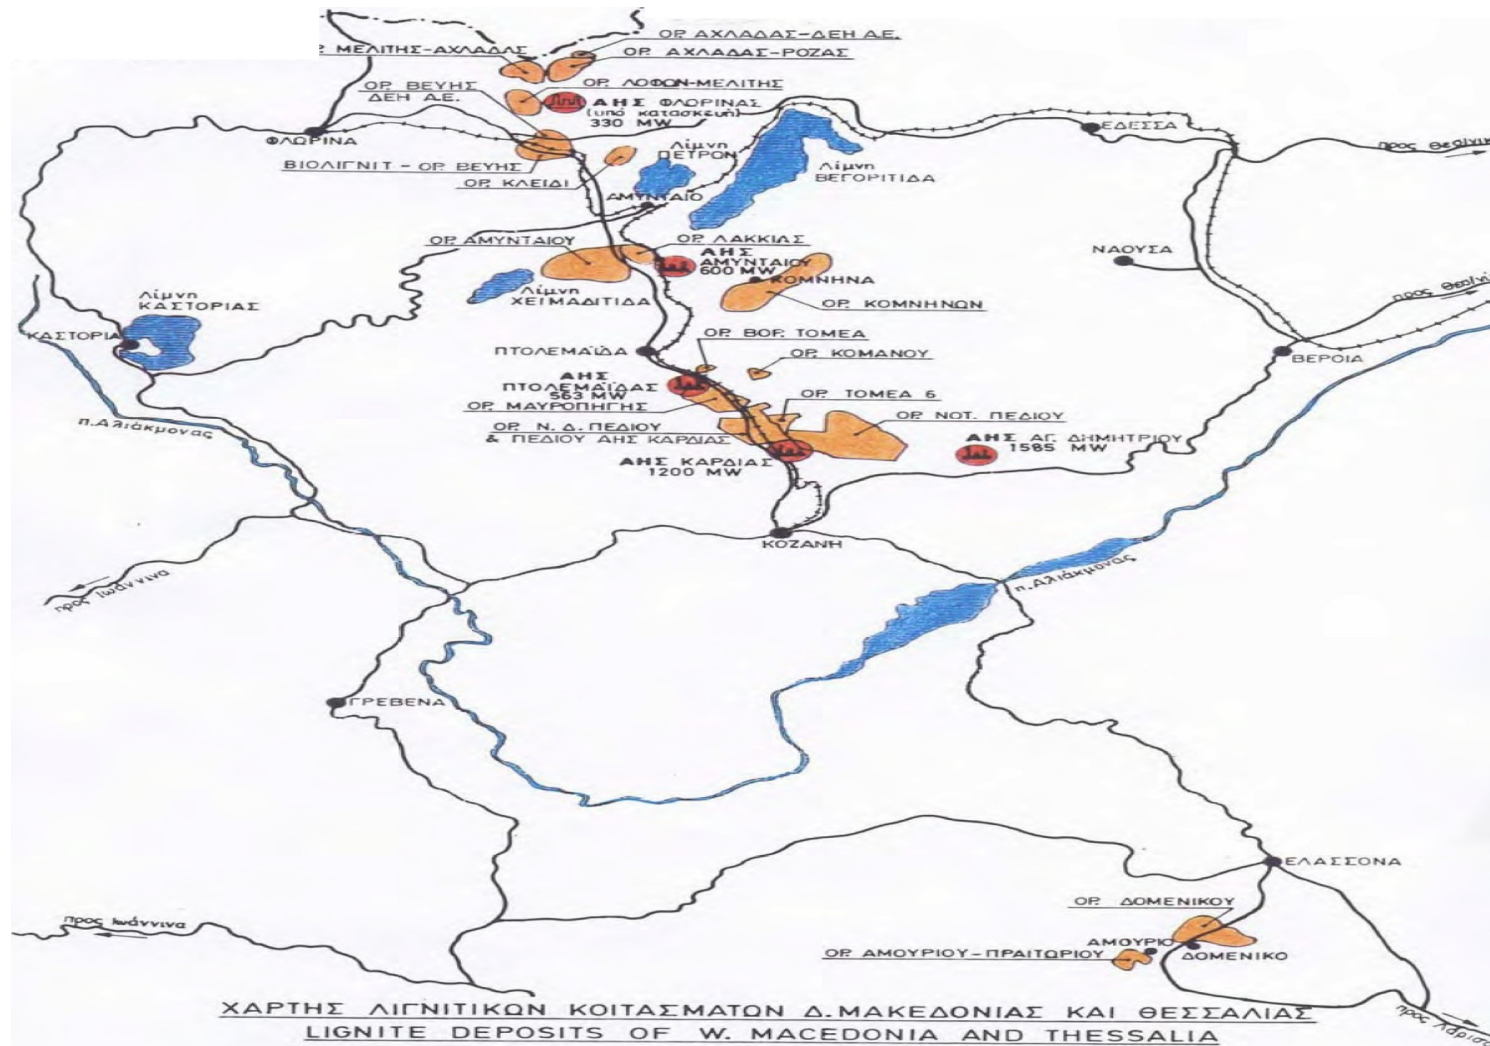 ΟΡ. ΑΧΛΑΔΑΣ-ΔΕΗ Α.Ε.
ΜΕΛΙΤΗΣ-ΑΧΛΑΔΑΣ
ΟΡ. ΑΧΛΑΔΑΣ-ΡΟΖΑΣ
ΟΡ. ΒΕΥΗΣ
ΔΕΗ Α.Ε.
ΟΡ. ΛΟΦΩΝ-ΜΕΛΙΤΗΣ
ΑΗΣ ΦΛΩΡΙΝΑΣ
(υπό κατασκευή)
330 MW
ΦΛΩΡΙΝΑ
ΕΔΕΣΣΑ
προς Θεσ/νίκη
ΒΙΟΛΙΓΝΙΤ - ΟΡ. ΒΕΥΗΣ
Λίμνη
ΠΕΤΡΩΝ
ΟΡ. ΚΛΕΙΔΙ
Λίμνη
ΒΕΓΟΡΙΤΙΔΑ
ΑΜΥΝΤΑΙΟ
ΟΡ. ΑΜΥΝΤΑΙΟΥ
ΟΡ. ΛΑΚΚΙΑΣ
ΑΗΣ
ΑΜΥΝΤΑΙΟΥ
600 MW
ΝΑΟΥΣΑ
ΚΟΜΝΗΝΑ
Λίμνη
ΧΕΙΜΑΔΙΤΙΔΑ
ΟΡ. ΚΟΜΝΗΝΩΝ
προς Θεσ/νί
Λίμνη
ΚΑΣΤΟΡΙΑΣ
ΚΑΣΤΟΡΙΑ
ΟΡ. ΒΟΡ. ΤΟΜΕΑ
ΠΤΟΛΕΜΑΪΔΑ
ΟΡ. ΚΟΜΑΝΟΥ
ΒΕΡΟΙΑ
ΑΗΣ
ΠΤΟΛΕΜΑΪΔΑΣ
563 MW
ΟΡ. ΜΑΥΡΟΠΗΓΗΣ
ΟΡ. ΤΟΜΕΑ 6
ΟΡ. ΝΟΤ. ΠΕΔΙΟΥ
ΟΡ. Ν. Δ. ΠΕΔΙΟΥ
& ΠΕΔΙΟΥ ΑΗΣ ΚΑΡΔΙΑΣ
π. Αλιάκμονας
ΑΗΣ ΑΓ. ΔΗΜΗΤΡΙΟΥ
1585 MW
ΑΗΣ ΚΑΡΔΙΑΣ
1200 MW
ΚΟΖΑΝΗ
π. Αλιάκμονας
προς Ιωάννινα
ΓΡΕΒΕΝΑ
ΕΛΑΣΣΟΝΑ
ΟΡ. ΔΟΜΕΝΙΚΟΥ
προς Ιωάννινα
ΑΜΟΥΡΙΟ
ΟΡ. ΑΜΟΥΡΙΟΥ-ΠΡΑΙΤΩΡΙΟΥ
ΔΟΜΕΝΙΚΟ
προς Λάρισα
ΧΑΡΤΗΣ ΛΙΓΝΙΤΙΚΩΝ ΚΟΙΤΑΣΜΑΤΩΝ Δ.ΜΑΚΕΔΟΝΙΑΣ ΚΑΙ ΘΕΣΣΑΛΙΑΣ
LIGNITE DEPOSITS OF W. MACEDONIA AND THESSALIA